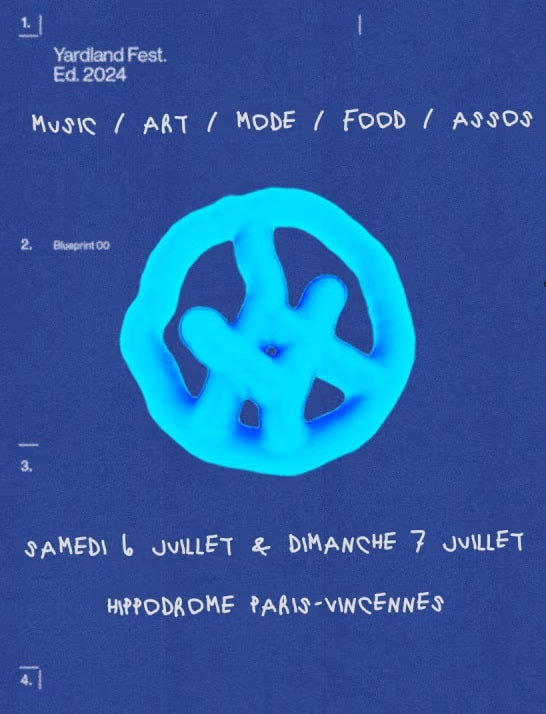 1.
Yardland Fest.
Ed. 2024
MUSIC / ART / MODE / FOOD / ASSOS
2. Blueprint 00
3.
SAMEDI 6 JUILLET & DIMANCHE 7 JUILLET
HIPPODROME PARIS-VINCENNES
4.